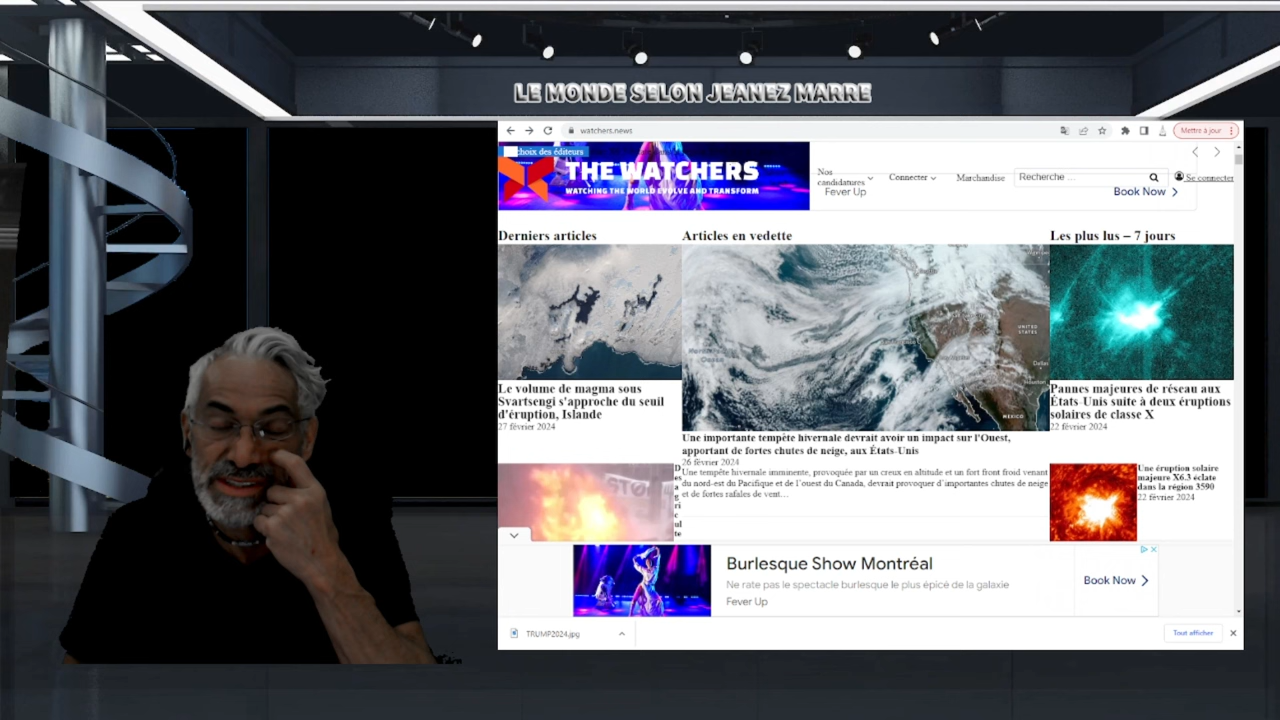 LE MONDE SELON JEANEZ MARRE
watchers.news
Mettre à jour
choix des éditeurs
THE WATCHERS
WATCHING THE WORLD EVOLVE AND TRANSFORM
Nos candidatures
Connecter
Marchandise
Recherche ...
Se connecter
Fever Up
Book Now
Derniers articles
Articles en vedette
Les plus lus – 7 jours
UNITED
STATES
MEXICO
Le volume de magma sous
Svartsengi s'approche du seuil
d'éruption, Islande
27 février 2024
Une importante tempête hivernale devrait avoir un impact sur l'Ouest,
apportant de fortes chutes de neige, aux États-Unis
26 février 2024
Une tempête hivernale imminente, provoquée par un creux en altitude et un fort front froid venant
du nord-est du Pacifique et de l'ouest du Canada, devrait provoquer d'importantes chutes de neige
et de fortes rafales de vent…
Pannes majeures de réseau aux
États-Unis suite à deux éruptions
solaires de classe X
22 février 2024
D
es
a
g
ri
c
ul
te
Une éruption solaire
majeure X6.3 éclate
dans la région 3590
22 février 2024
Burlesque Show Montréal
Ne rate pas le spectacle burlesque le plus épicé de la galaxie
Fever Up
Book Now
TRUMP2024.jpg
Tout afficher